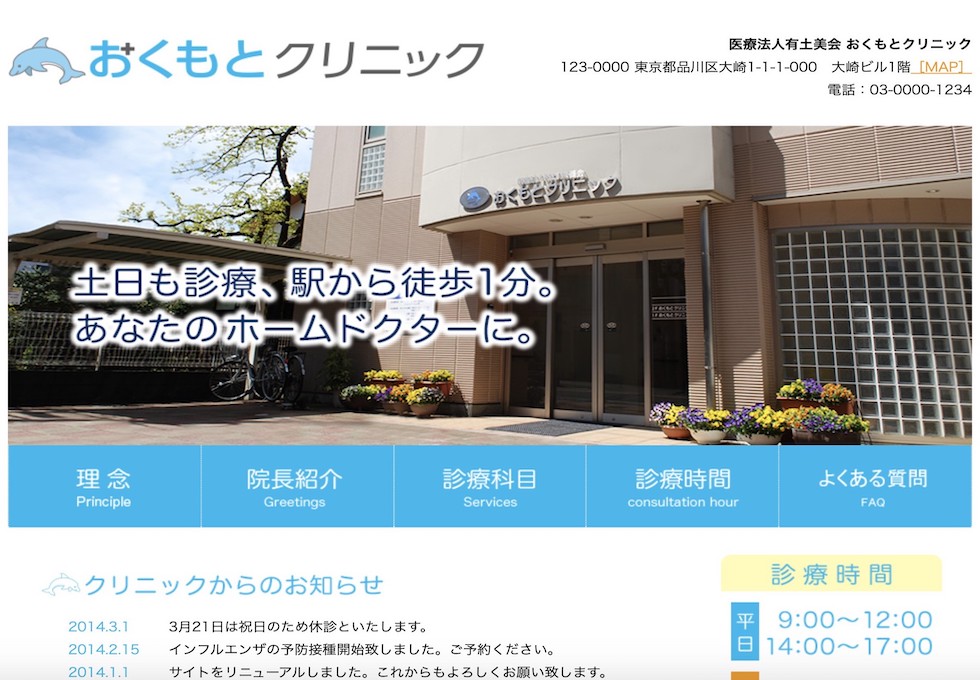 おくもとクリニック
医療法人有土美会 おくもとクリニック
123-0000 東京都品川区大崎1-1-1-000　大崎ビル1階 [MAP]
電話：03-0000-1234
おくもとクリニック
土日も診療、駅から徒歩1分。
あなたのホームドクターに。
理念
Principle
院長紹介
Greetings
診療科目
Services
診療時間
consultation hour
よくある質問
FAQ
クリニックからのお知らせ
2014.3.1 3月21日は祝日のため休診といたします。
2014.2.15 インフルエンザの予防接種開始致しました。ご予約ください。
2014.1.1 サイトをリニューアルしました。これからもよろしくお願い致します。
診療時間
平日
9:00～12:00
14:00～17:00